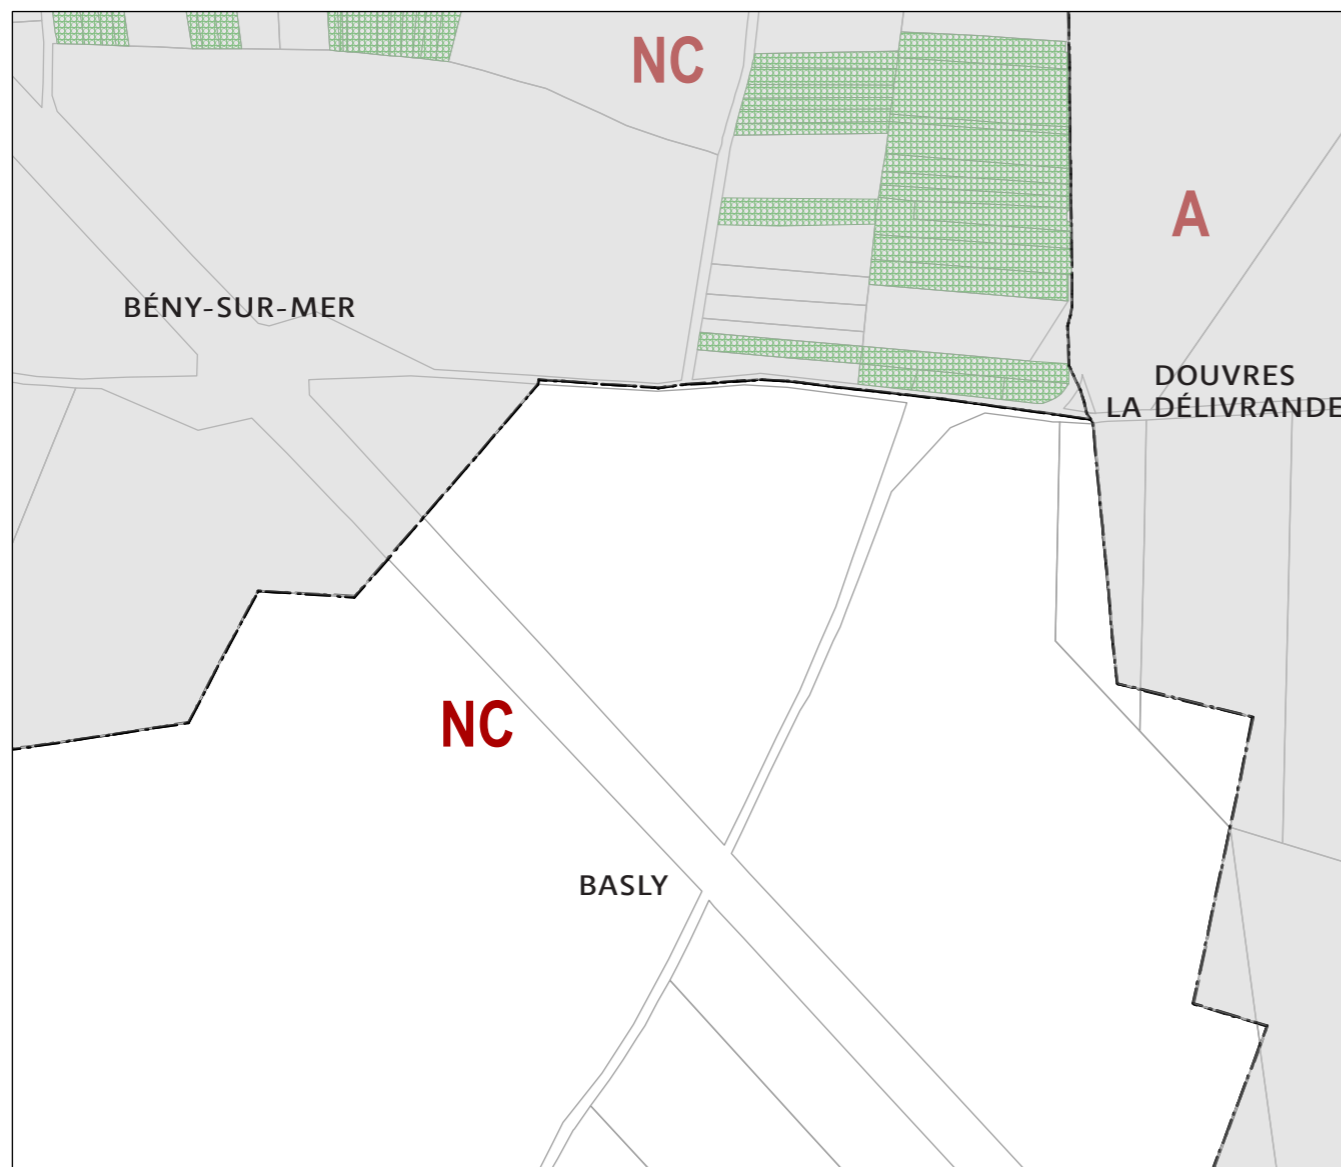 NC
A
BÉNY-SUR-MER
DOUVRES
LA DÉLIVRANDE
NC
BASLY